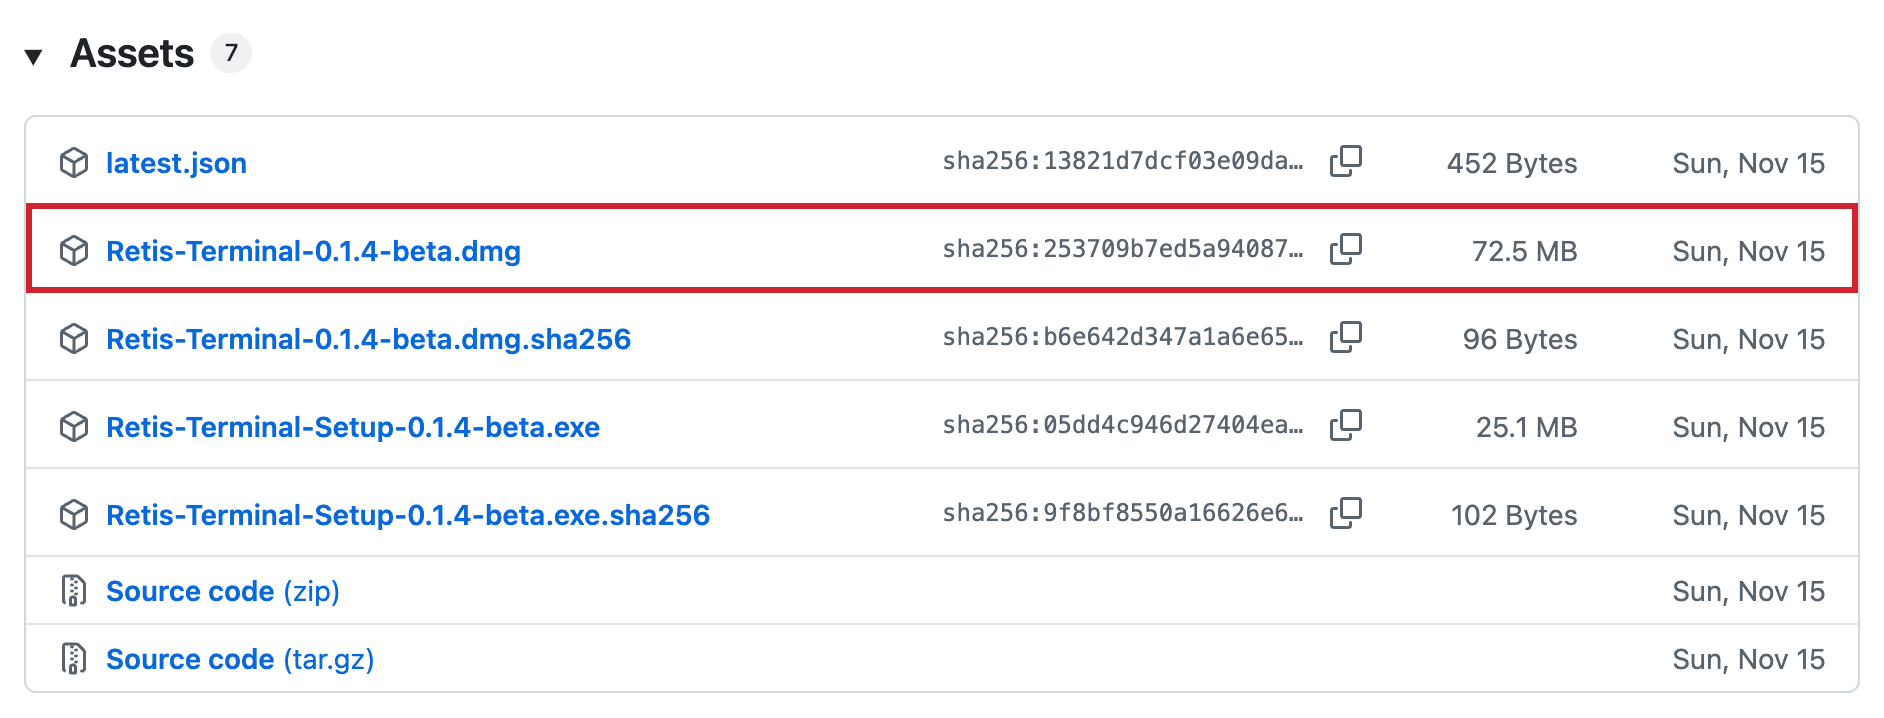 Assets 7
latest.json sha256:13821d7dcf03e09da… 452 Bytes Sun, Nov 15
Retis-Terminal-0.1.4-beta.dmg sha256:253709b7ed5a94087… 72.5 MB Sun, Nov 15
Retis-Terminal-0.1.4-beta.dmg.sha256 sha256:b6e642d347a1a6e65… 96 Bytes Sun, Nov 15
Retis-Terminal-Setup-0.1.4-beta.exe sha256:05dd4c946d27404ea… 25.1 MB Sun, Nov 15
Retis-Terminal-Setup-0.1.4-beta.exe.sha256 sha256:9f8bf8550a16626e6… 102 Bytes Sun, Nov 15
Source code (zip) Sun, Nov 15
Source code (tar.gz) Sun, Nov 15